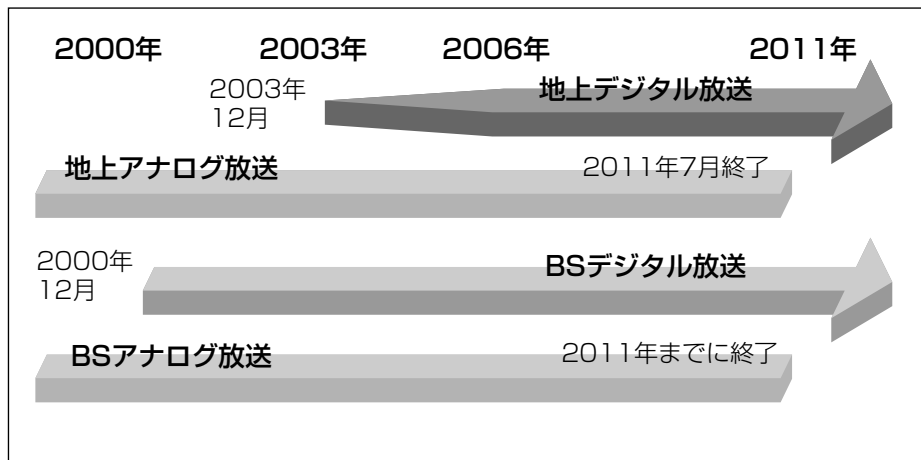 2000年 2003年 2006年 2011年
2003年
12月
地上デジタル放送
地上アナログ放送
2011年7月終了
2000年
12月
BSデジタル放送
BSアナログ放送
2011年までに終了